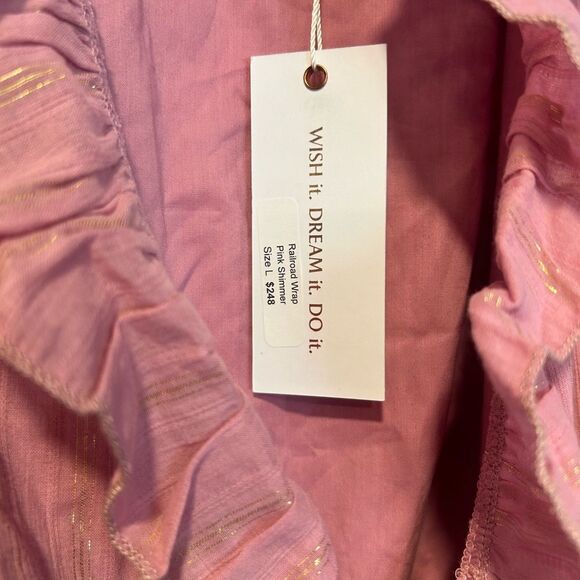 WISH it. DREAM it. DO it.
Railroad Wrap
Pink Shimmer
Size L $248